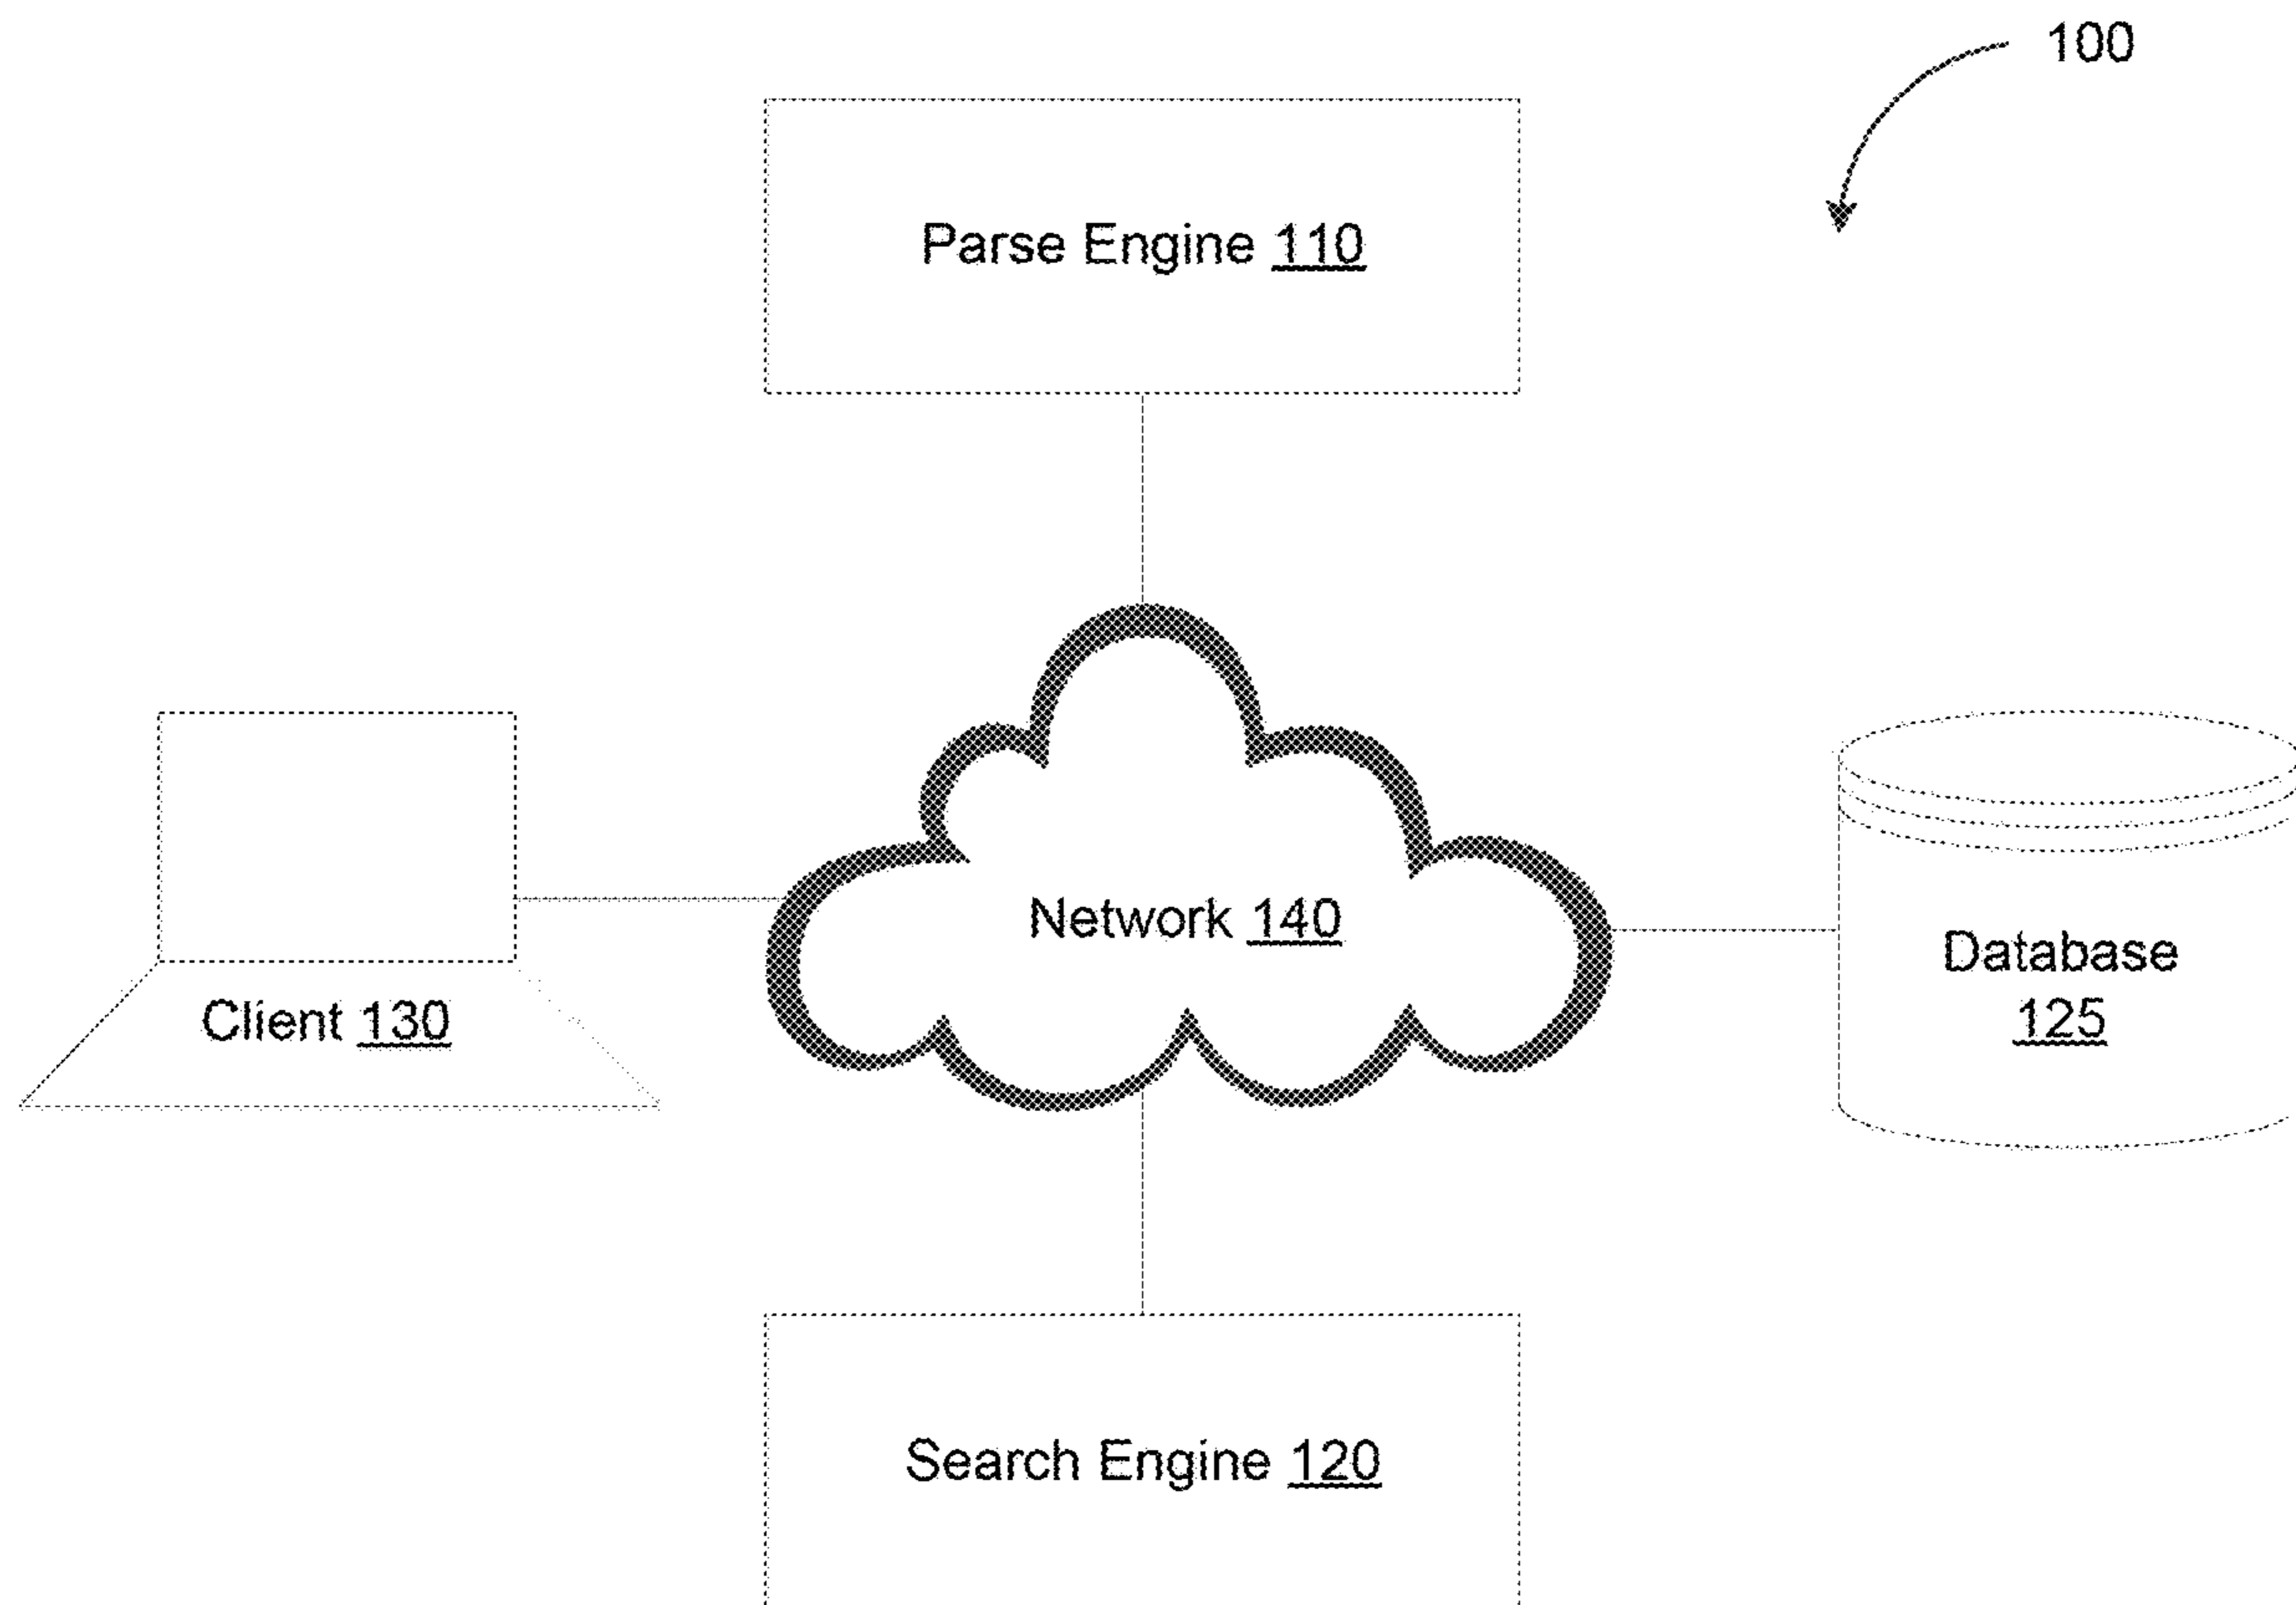 100
Parse Engine 110
Network 140
Client 130
Database
125
Search Engine 120